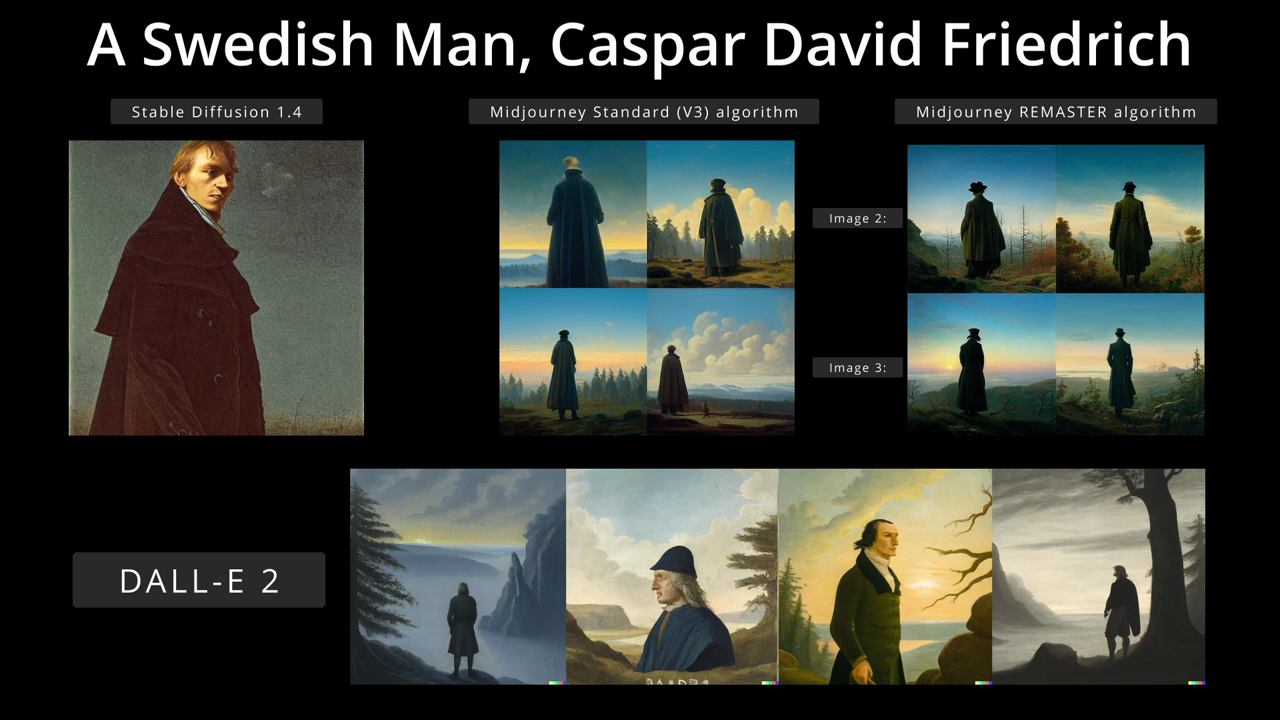 A Swedish Man, Caspar David Friedrich
Stable Diffusion 1.4
Midjourney Standard (V3) algorithm
Midjourney REMASTER algorithm
Image 2:
Image 3:
DALL-E 2